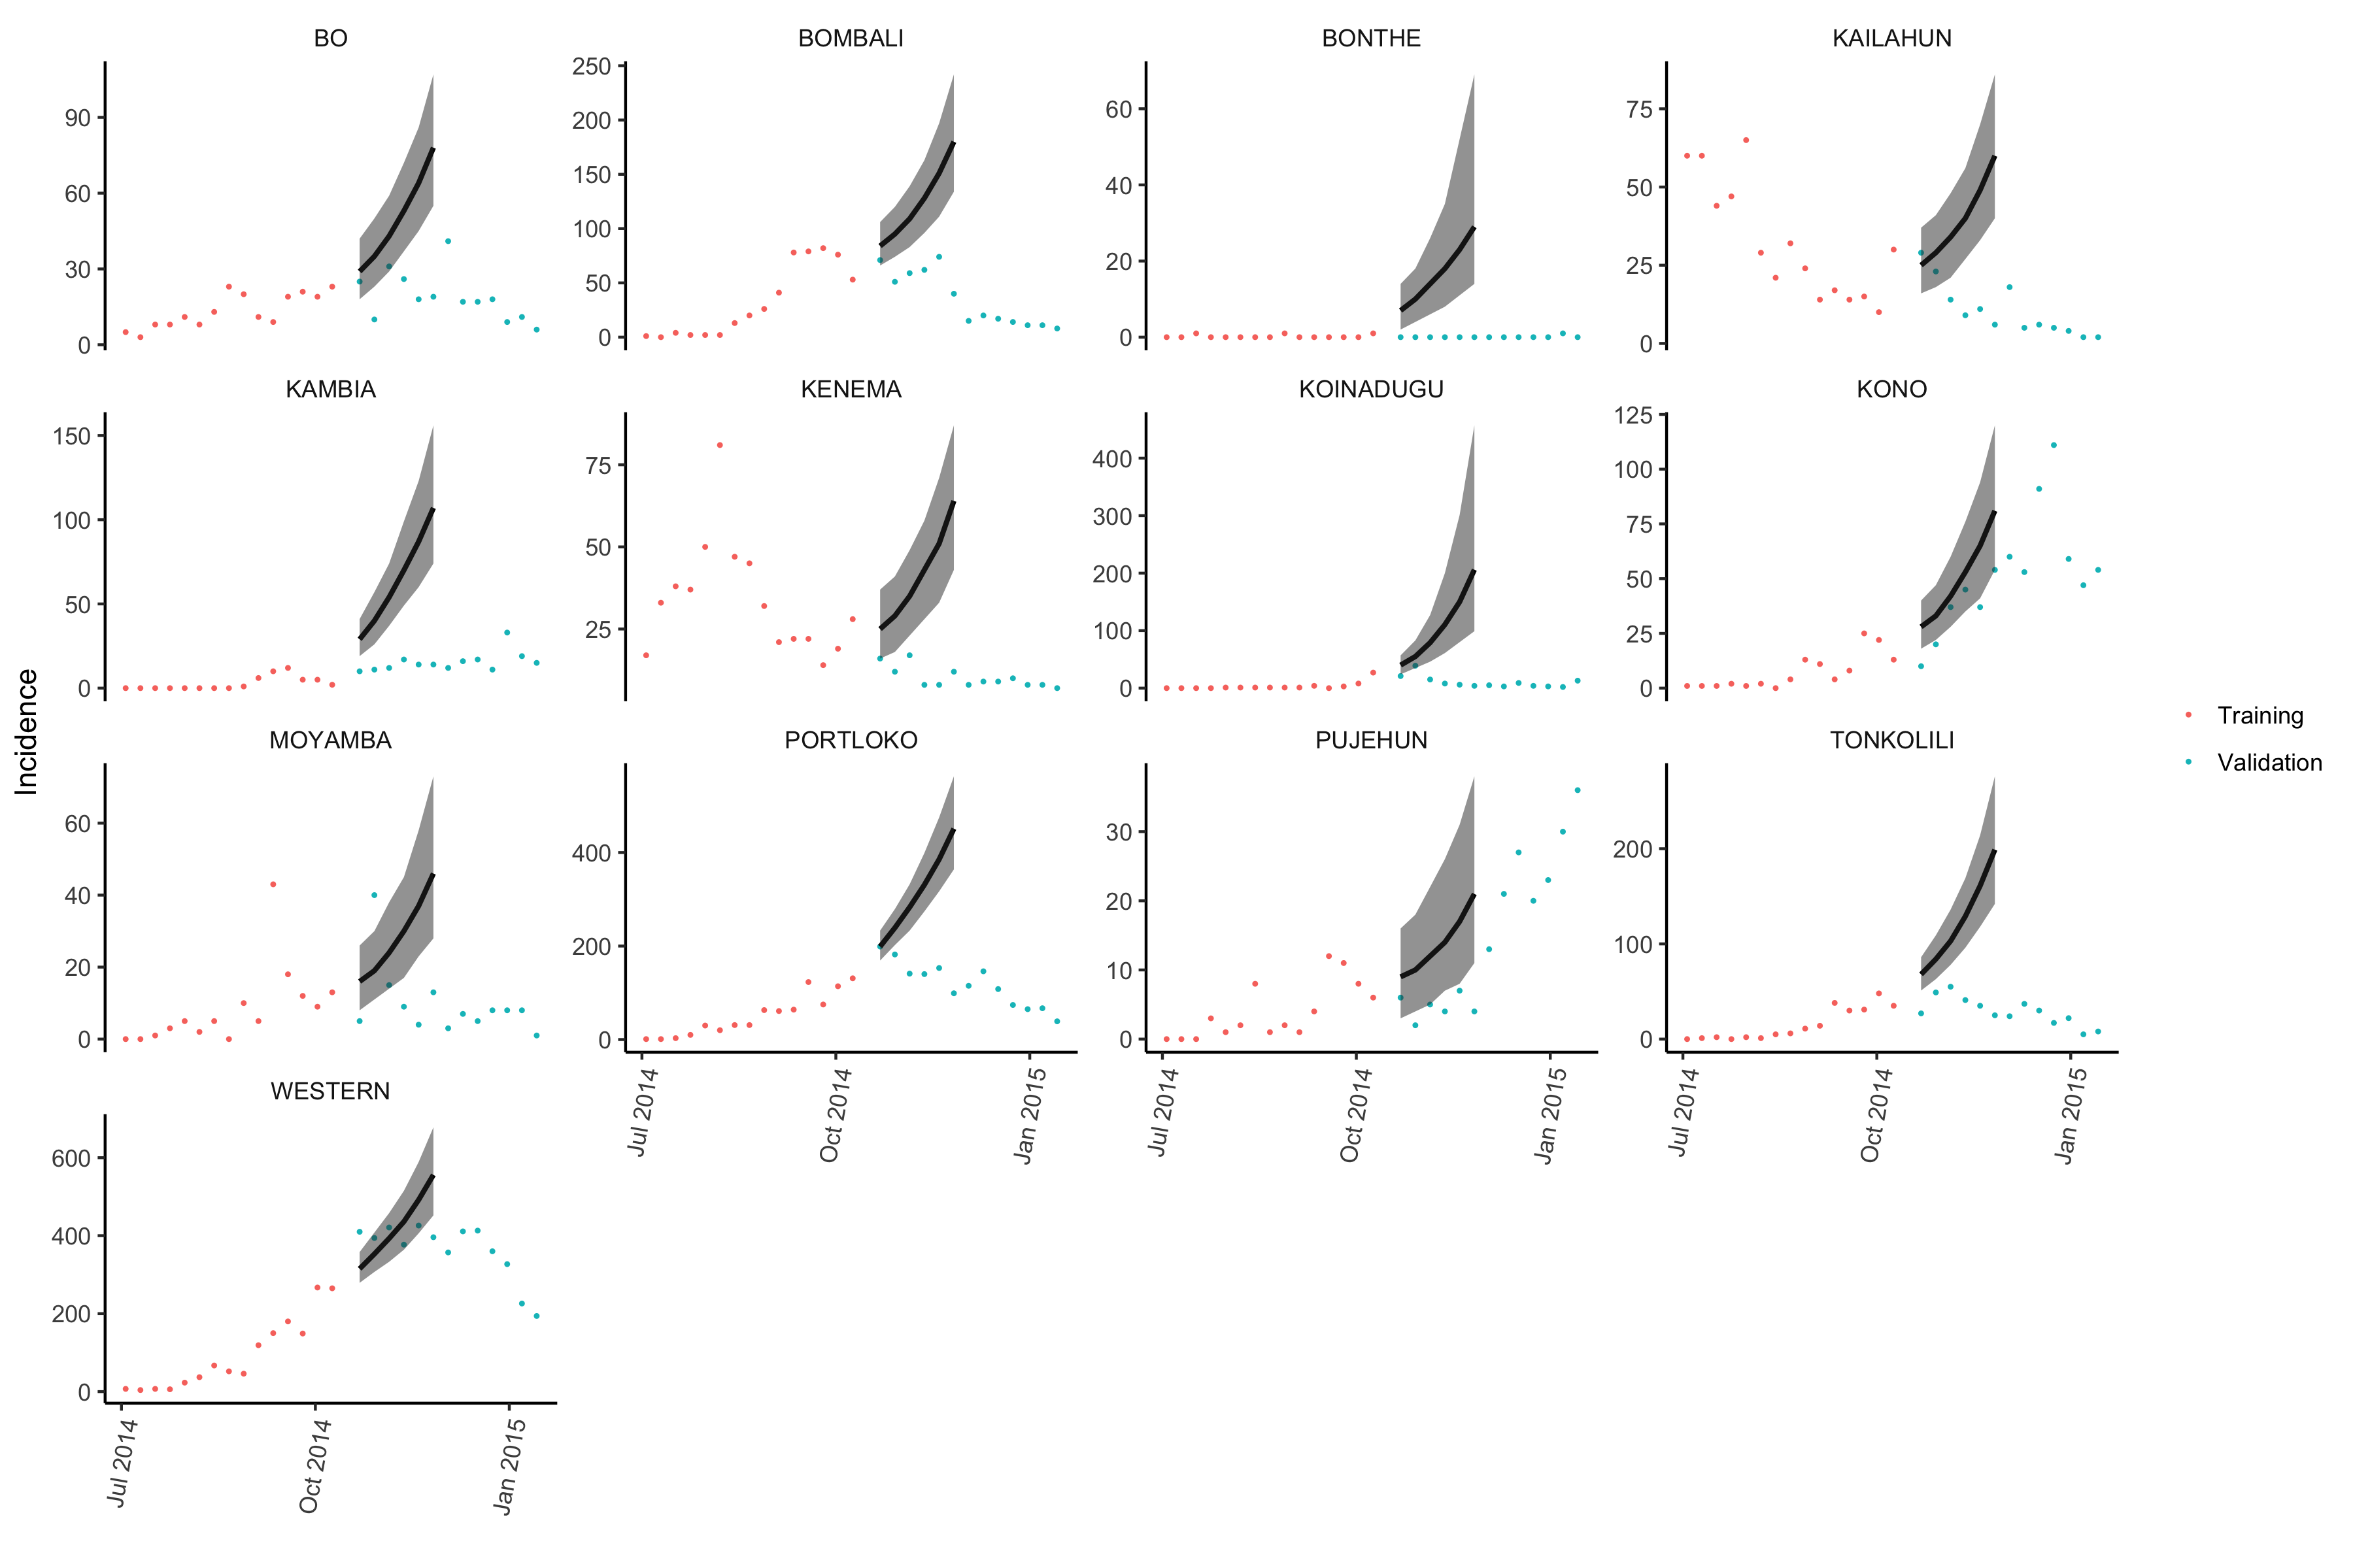 BO
BOMBALI
BONTHE
KAILAHUN
90
60
30
0
250
200
150
100
50
0
60
40
20
0
75
50
25
0
KAMBIA
KENEMA
KOINADUGU
KONO
150
100
50
0
75
50
25
400
300
200
100
0
125
100
75
50
25
0
MOYAMBA
PORTLOKO
PUJEHUN
TONKOLILI
60
40
20
0
400
200
0
30
20
10
0
200
100
0
Jul 2014
Oct 2014
Jan 2015
Jul 2014
Oct 2014
Jan 2015
Jul 2014
Oct 2014
Jan 2015
WESTERN
600
400
200
0
Jul 2014
Oct 2014
Jan 2015
Incidence
Training
Validation